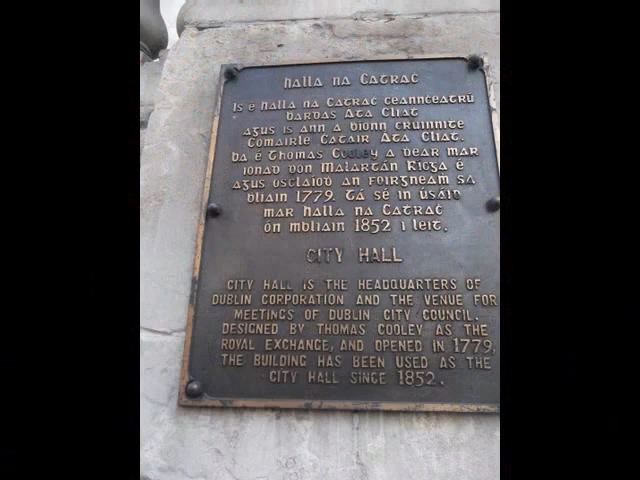 halla na Catrać
Is é halla na Catrać ceannċeatrú
bardas Áta Cliat
agus is ann a bíonn cruinnite
Comairle Catair Áta Cliat.
ba é Thomas Cooley a dear mar
ionad don Malartán Ríoga é
agus osclaíod an foirgneam sa
bliain 1779. Tá sé in úsáid
mar halla na Catrać
ón mbliain 1852 i leit.
CITY HALL
CITY HALL IS THE HEADQUARTERS OF
DUBLIN CORPORATION AND THE VENUE FOR
MEETINGS OF DUBLIN CITY COUNCIL.
DESIGNED BY THOMAS COOLEY AS THE
ROYAL EXCHANGE, AND OPENED IN 1779,
THE BUILDING HAS BEEN USED AS THE
CITY HALL SINCE 1852.